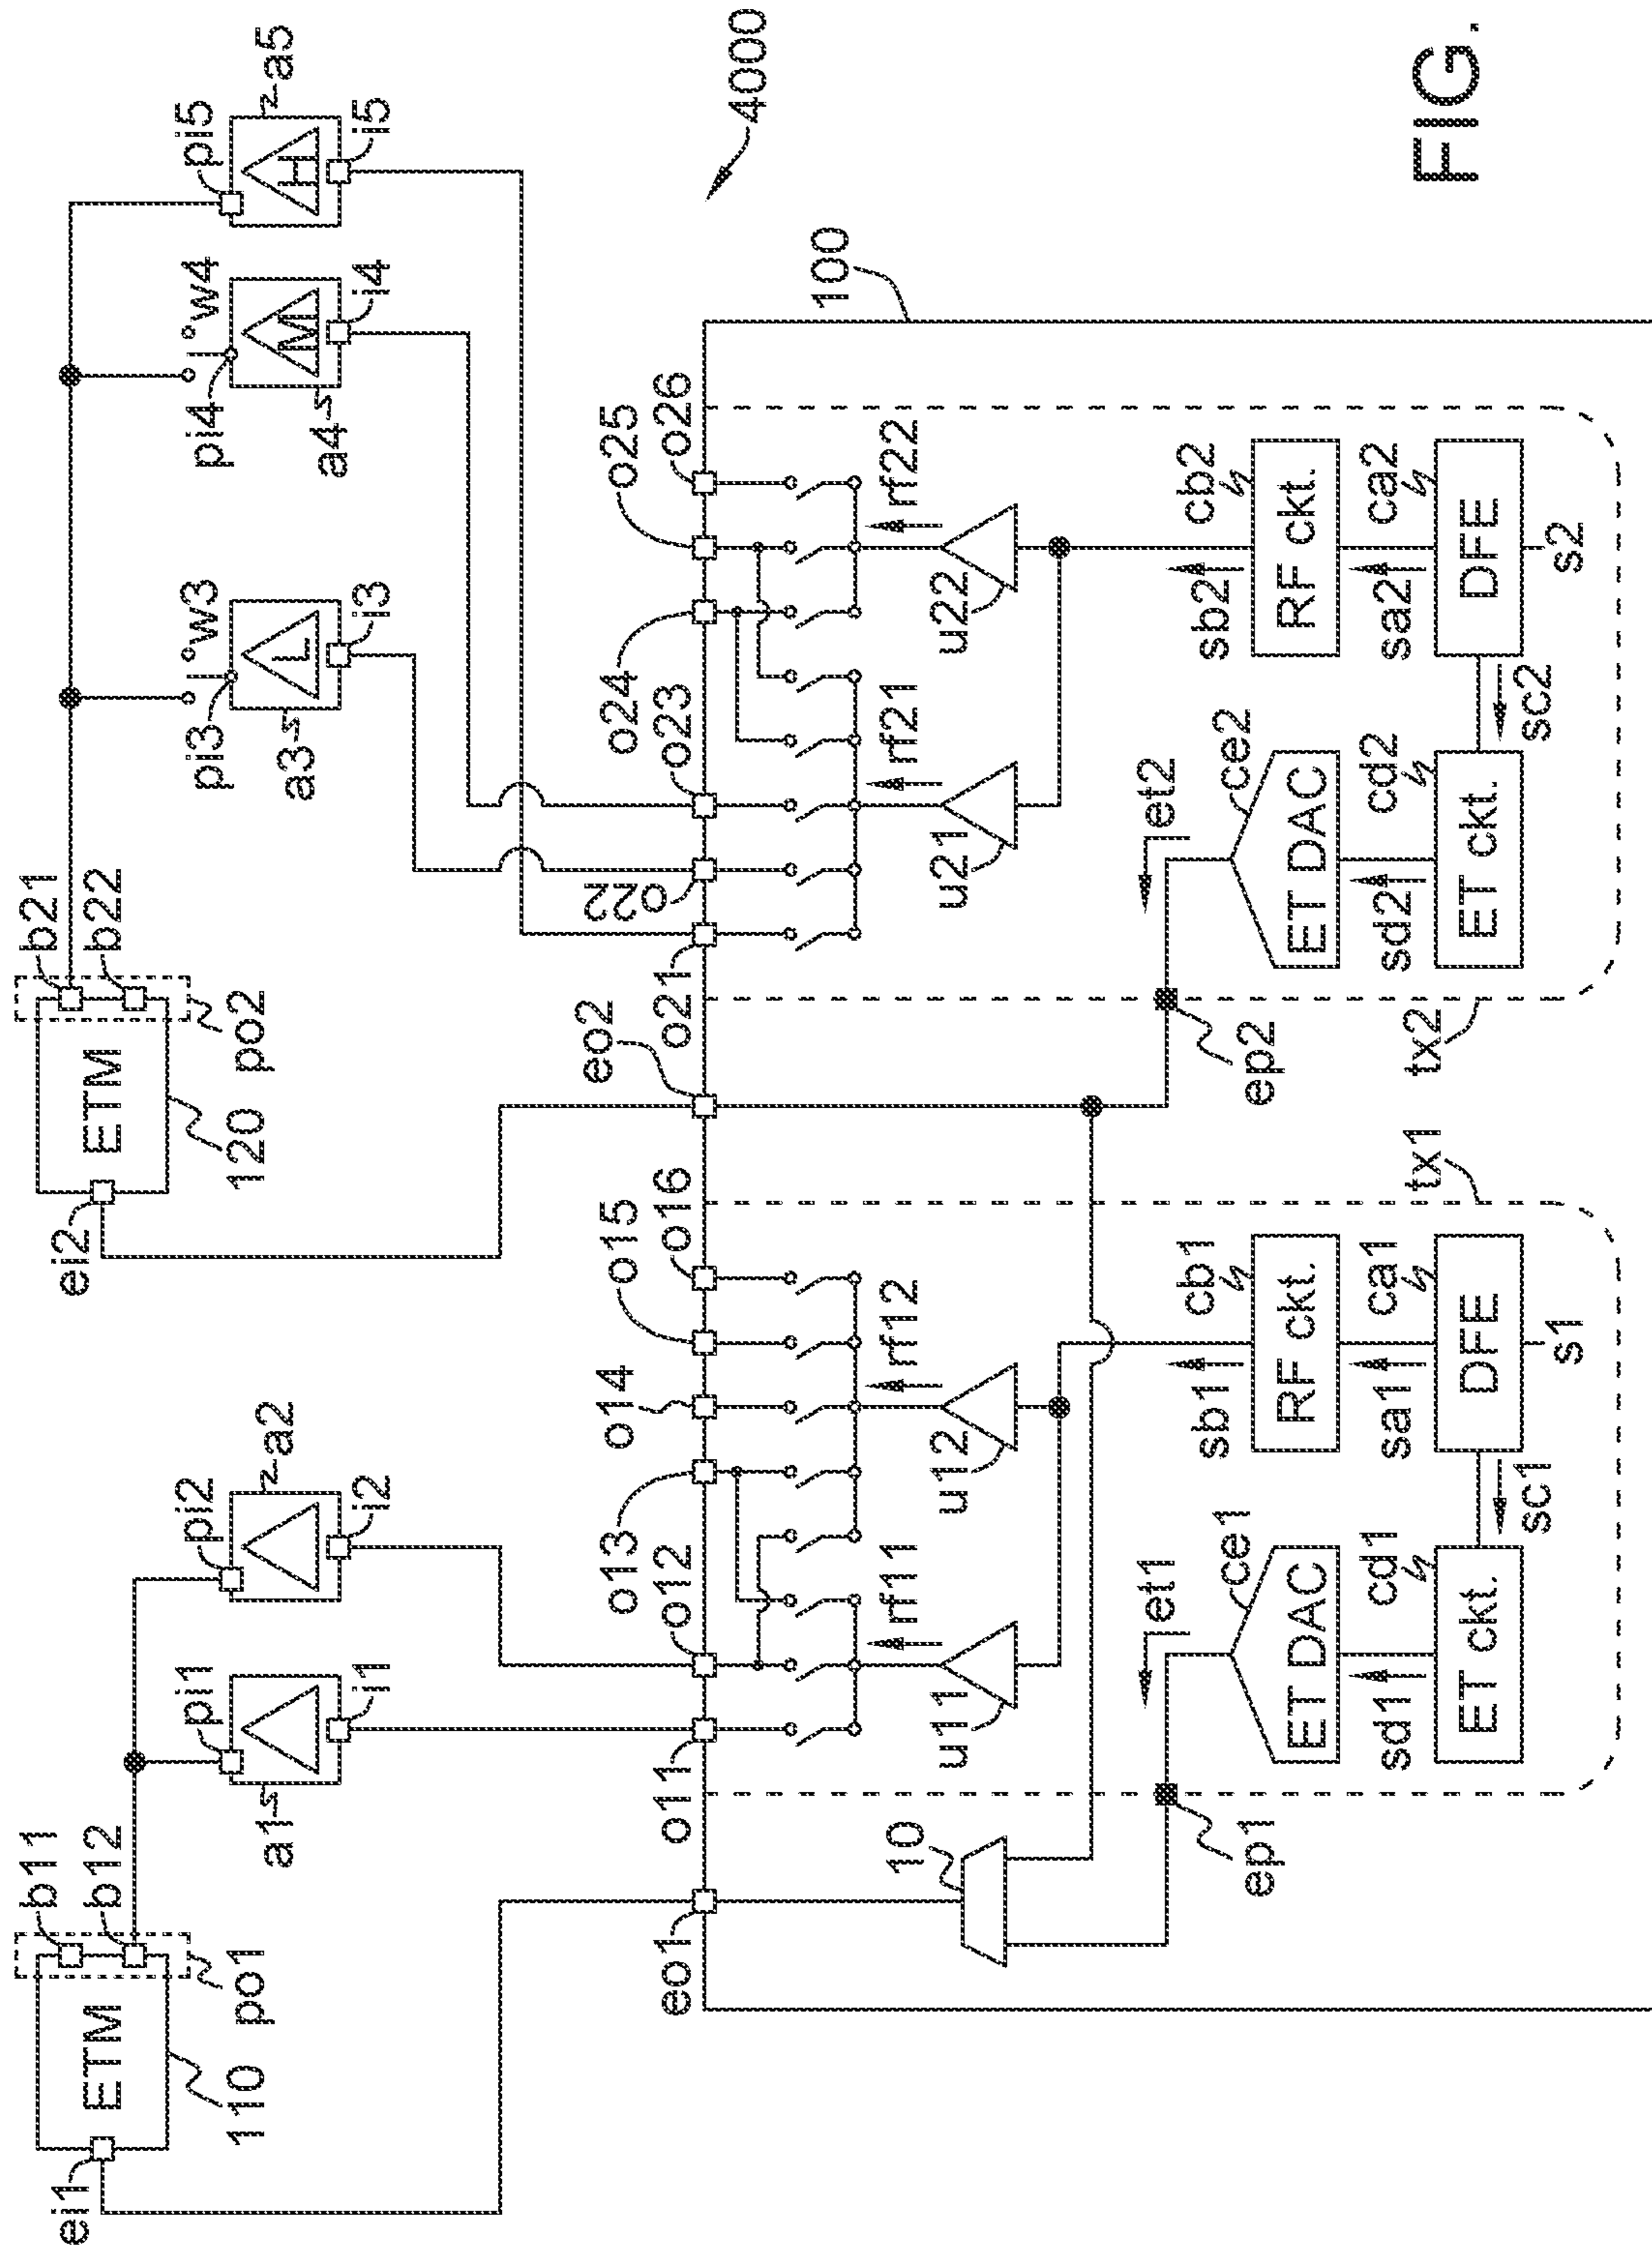 ETM
ei1
110
b11
b12
po1
pi1
a1
i1
pi2
a2
i2
ETM
ei2
120
b21
b22
po2
pi3
w3
a3
L
i3
pi4
w4
a4
M
i4
pi5
a5
H
i5
4000
100
eo1
o11
o12
o13
o14
o15
o16
eo2
o21
o22
o23
o24
o25
o26
10
u11
rf11
u12
rf12
u21
rf21
u22
rf22
ep1
et1
ET DAC
ce1
sd1
cd1
ET ckt.
sc1
sb1
cb1
RF ckt.
sa1
ca1
DFE
s1
tx1
ep2
et2
ET DAC
ce2
sd2
cd2
ET ckt.
sc2
sb2
cb2
RF ckt.
sa2
ca2
DFE
s2
tx2
FIG.